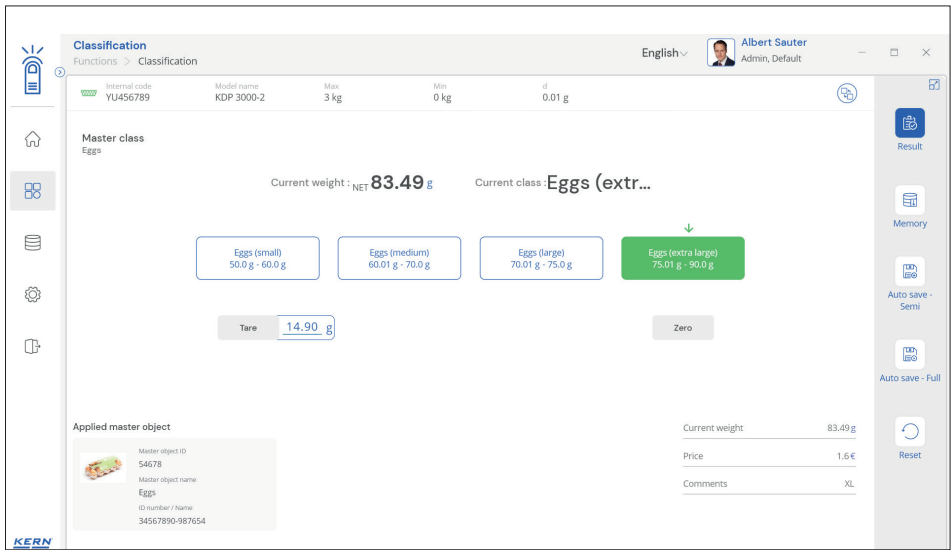 Classification
Functions > Classification
English
Albert Sauter
Admin, Default
Internal code
YU456789
Model name
KDP 3000-2
Max
3 kg
Min
0 kg
d
0.01 g
Master class
Eggs
Current weight : NET 83.49 g
Current class : Eggs (extr...
Eggs (small)
50.0 g - 60.0 g
Eggs (medium)
60.01 g - 70.0 g
Eggs (large)
70.01 g - 75.0 g
Eggs (extra large)
75.01 g - 90.0 g
Tare 14.90 g
Zero
Applied master object
Master object ID
54678
Master object name
Eggs
ID number / Name
34567890-987654
Current weight 83.49 g
Price 1.6 €
Comments XL
Result
Memory
Auto save -
Semi
Auto save - Full
Reset
KERN